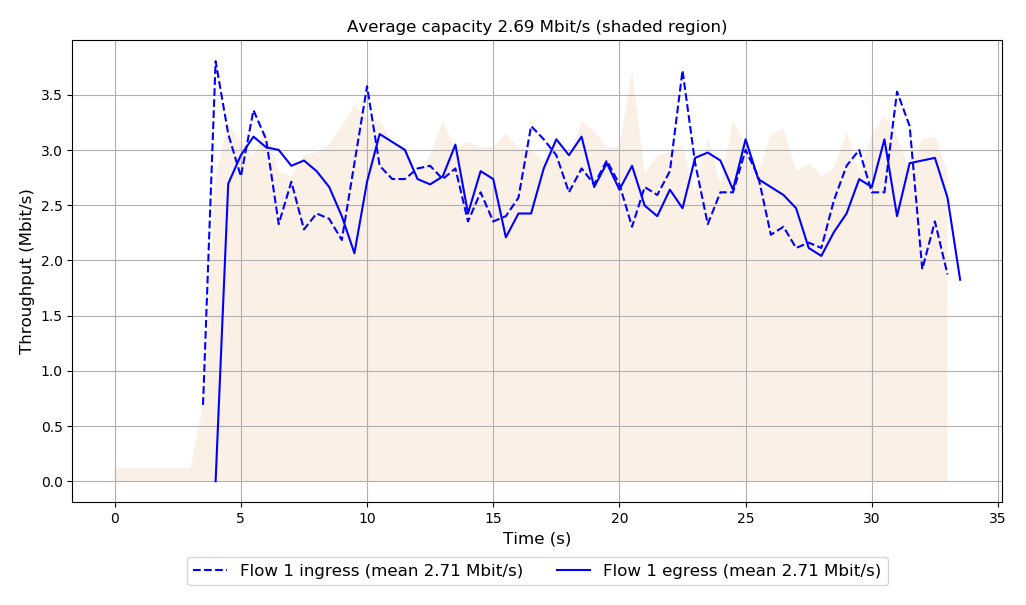 Average capacity 2.69 Mbit/s (shaded region)
Throughput (Mbit/s)
3.5
3.0
2.5
2.0
1.5
1.0
0.5
0.0
0 5 10 15 20 25 30 35
Time (s)
Flow 1 ingress (mean 2.71 Mbit/s) Flow 1 egress (mean 2.71 Mbit/s)